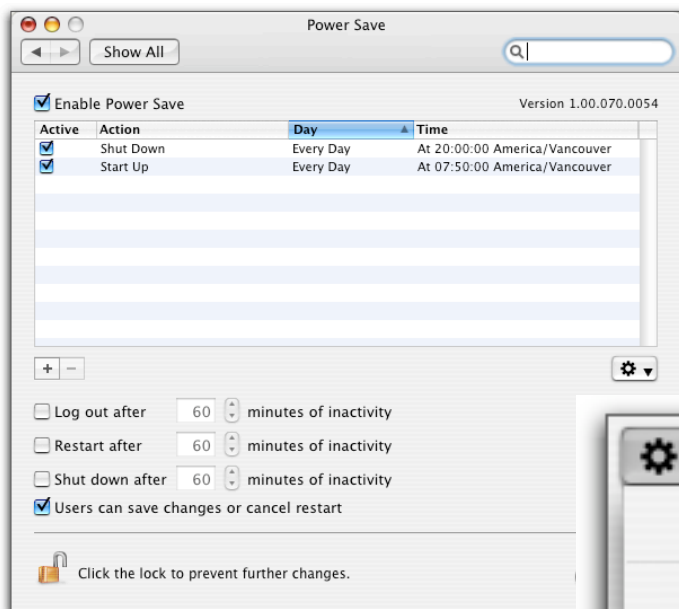 Power Save
Show All
Enable Power Save Version 1.00.070.0054
Active Action Day Time
Shut Down Every Day At 20:00:00 America/Vancouver
Start Up Every Day At 07:50:00 America/Vancouver
Log out after 60 minutes of inactivity
Restart after 60 minutes of inactivity
Shut down after 60 minutes of inactivity
Users can save changes or cancel restart
Click the lock to prevent further changes.